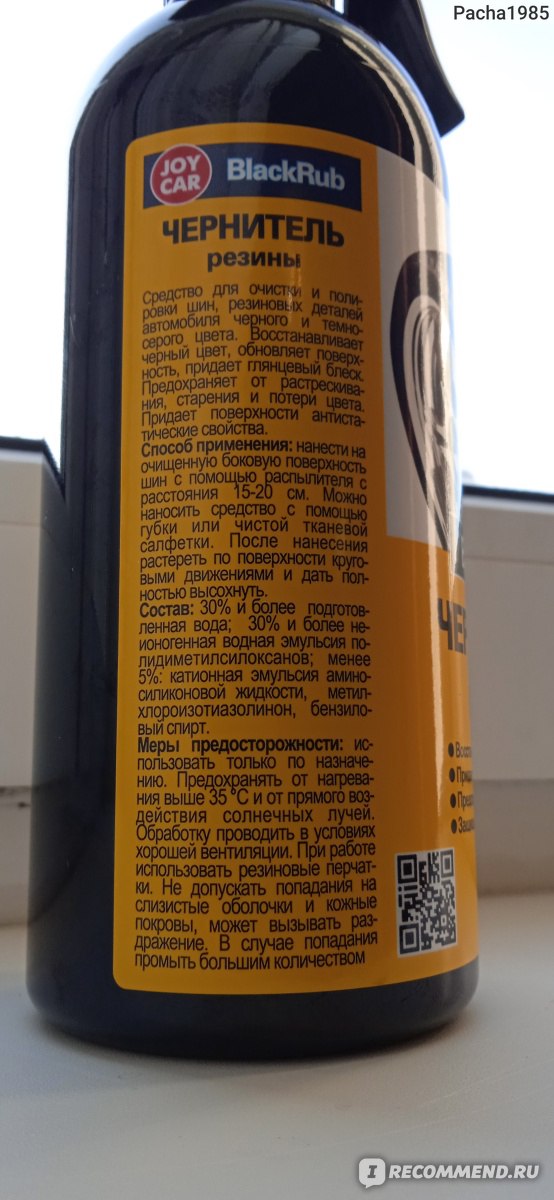 Pacha1985
JOY
CAR
BlackRub
ЧЕРНИТЕЛЬ
резины
Средство для очистки и поли-
ровки шин, резиновых деталей
автомобиля черного и темно-
серого цвета. Восстанавливает
черный цвет, обновляет поверх-
ность, придает глянцевый блеск.
Предохраняет от растрескива-
ния, старения и потери цвета.
Придает поверхности антиста-
тические свойства.
Способ применения: нанести на
очищенную боковую поверхность
шин с помощью распылителя с
расстояния 15-20 см. Можно
наносить средство с помощью
губки или чистой тканевой
салфетки. После нанесения
растереть по поверхности круго-
выми движениями и дать пол-
ностью высохнуть.
Состав: 30% и более подготов-
ленная вода; 30% и более не-
ионогенная водная эмульсия по-
лидиметилсилоксанов; менее
5%: катионная эмульсия амино-
силиконовой жидкости, метил-
хлороизотиазолинон, бензило-
вый спирт.
Меры предосторожности: ис-
пользовать только по назначе-
нию. Предохранять от нагрева-
ния выше 35 °С и от прямого воз-
действия солнечных лучей.
Обработку проводить в условиях
хорошей вентиляции. При работе
использовать резиновые перчат-
ки. Не допускать попадания на
слизистые оболочки и кожные
покровы, может вызывать раз-
дражение. В случае попадания
промыть большим количеством
IRECOMMEND.RU